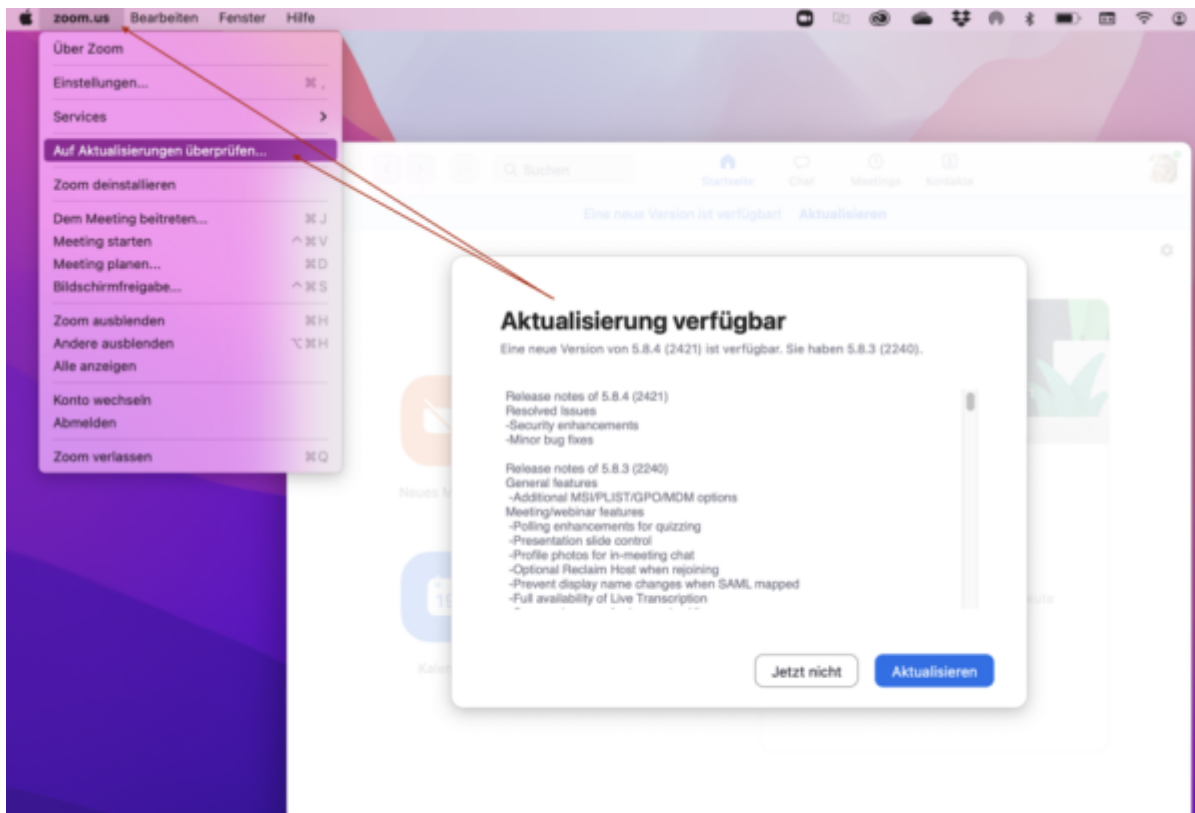 zoom.us Bearbeiten Fenster Hilfe
Über Zoom
Einstellungen... ⌘ ,
Services
Auf Aktualisierungen überprüfen...
Zoom deinstallieren
Dem Meeting beitreten... ⌘ J
Meeting starten ^ ⌘ V
Meeting planen... ⌘ D
Bildschirmfreigabe... ^ ⌘ S
Zoom ausblenden ⌘ H
Andere ausblenden ⌥ ⌘ H
Alle anzeigen
Konto wechseln
Abmelden
Zoom verlassen ⌘ Q
Suchen
Startseite Chat Meetings Kontakte
Eine neue Version ist verfügbar! Aktualisieren
Aktualisierung verfügbar
Eine neue Version von 5.8.4 (2421) ist verfügbar. Sie haben 5.8.3 (2240).
Release notes of 5.8.4 (2421)
Resolved Issues
-Security enhancements
-Minor bug fixes
Release notes of 5.8.3 (2240)
General features
-Additional MSI/PLIST/GPO/MDM options
Meeting/webinar features
-Polling enhancements for quizzing
-Presentation slide control
-Profile photos for in-meeting chat
-Optional Reclaim Host when rejoining
-Prevent display name changes when SAML mapped
-Full availability of Live Transcription
Neues
19
Jetzt nicht Aktualisieren